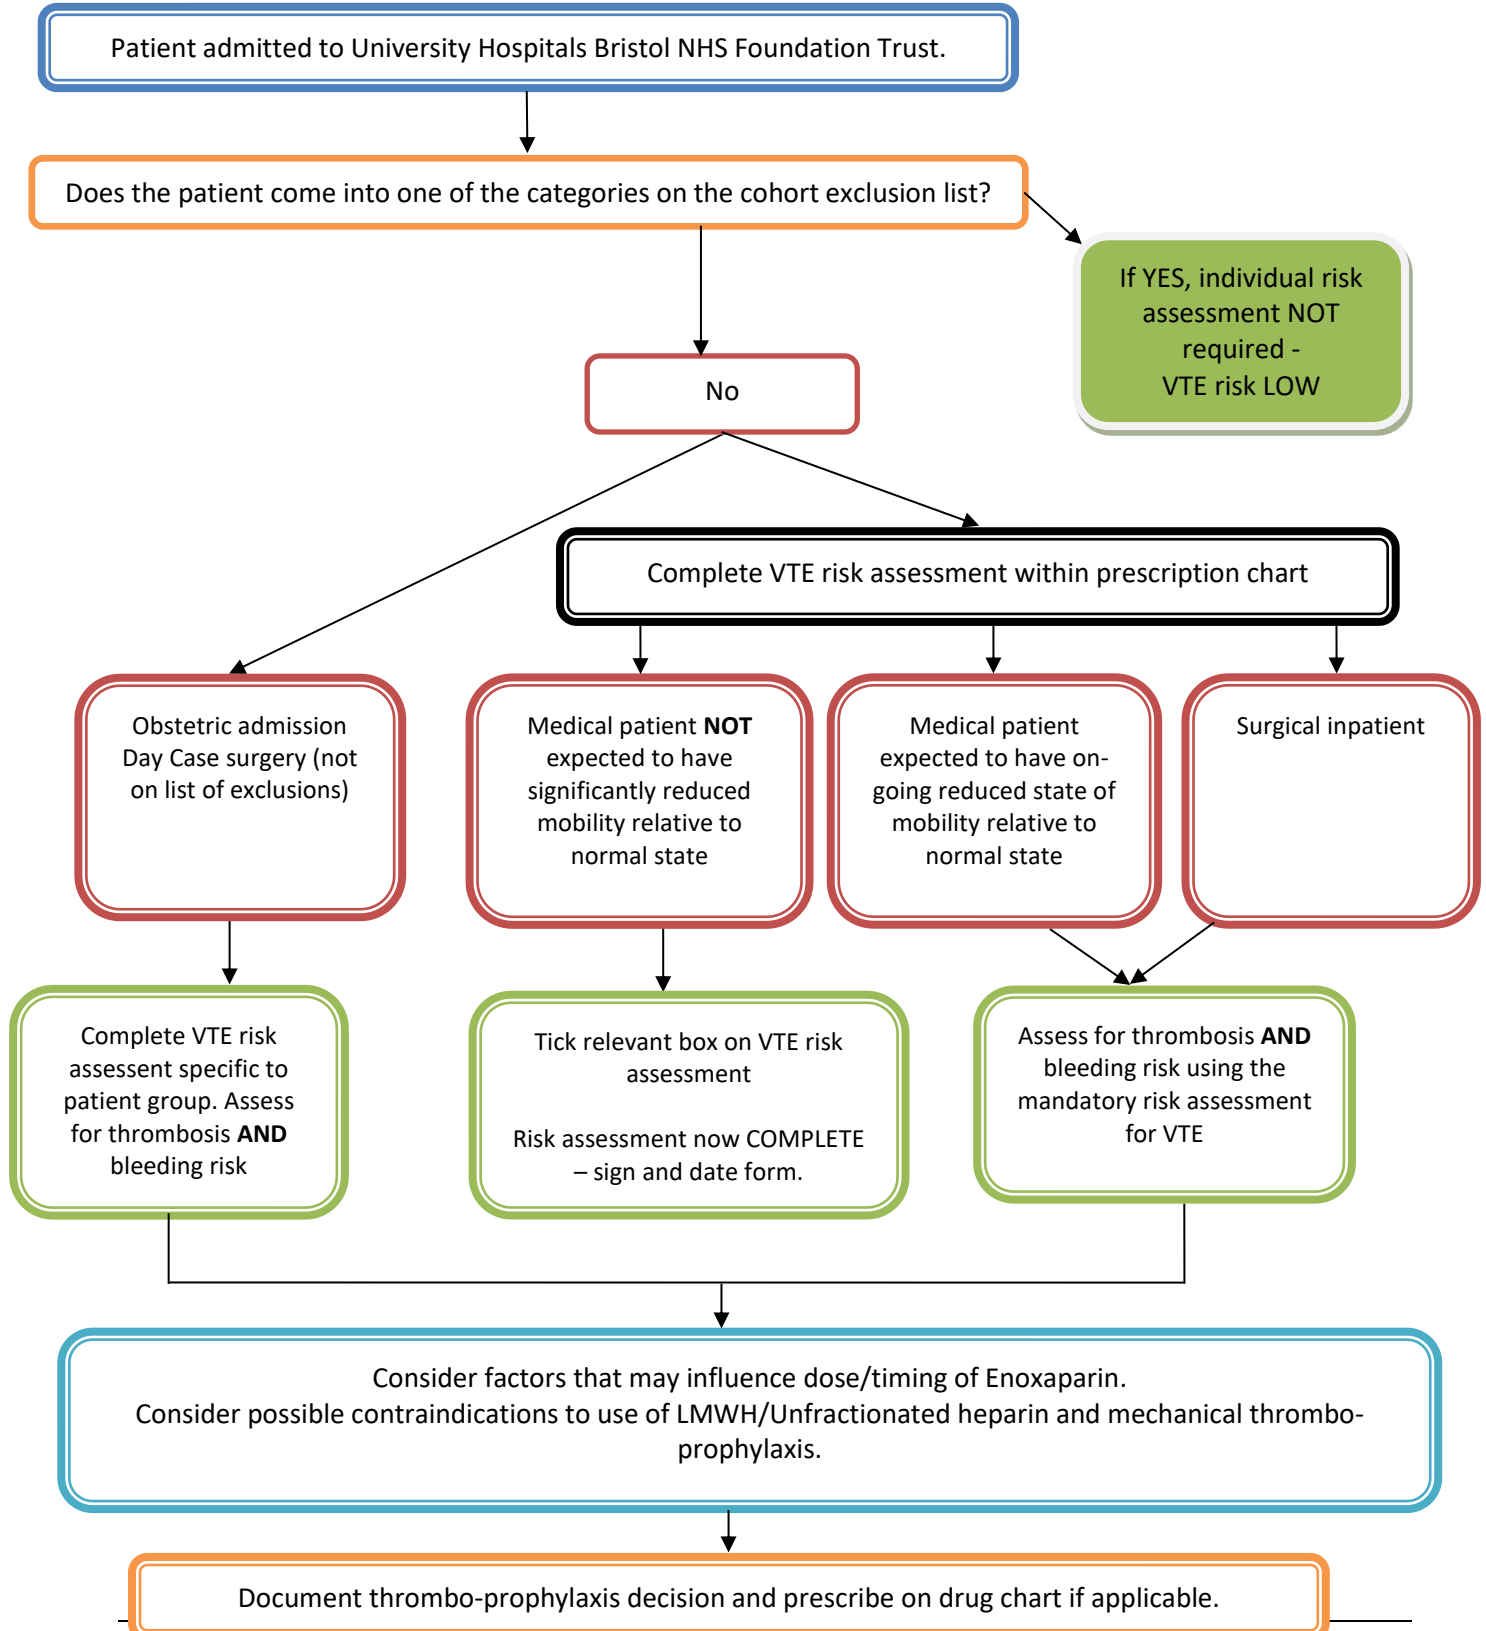 Patient admitted to University Hospitals Bristol NHS Foundation Trust.
Does the patient come into one of the categories on the cohort exclusion list?
If YES, individual risk
assessment NOT
required -
VTE risk LOW
No
Complete VTE risk assessment within prescription chart
Obstetric admission
Day Case surgery (not
on list of exclusions)
Medical patient NOT
expected to have
significantly reduced
mobility relative to
normal state
Medical patient
expected to have on-
going reduced state of
mobility relative to
normal state
Surgical inpatient
Complete VTE risk
assessent specific to
patient group. Assess
for thrombosis AND
bleeding risk
Tick relevant box on VTE risk
assessment
Risk assessment now COMPLETE
– sign and date form.
Assess for thrombosis AND
bleeding risk using the
mandatory risk assessment
for VTE
Consider factors that may influence dose/timing of Enoxaparin.
Consider possible contraindications to use of LMWH/Unfractionated heparin and mechanical thrombo-
prophylaxis.
Document thrombo-prophylaxis decision and prescribe on drug chart if applicable.